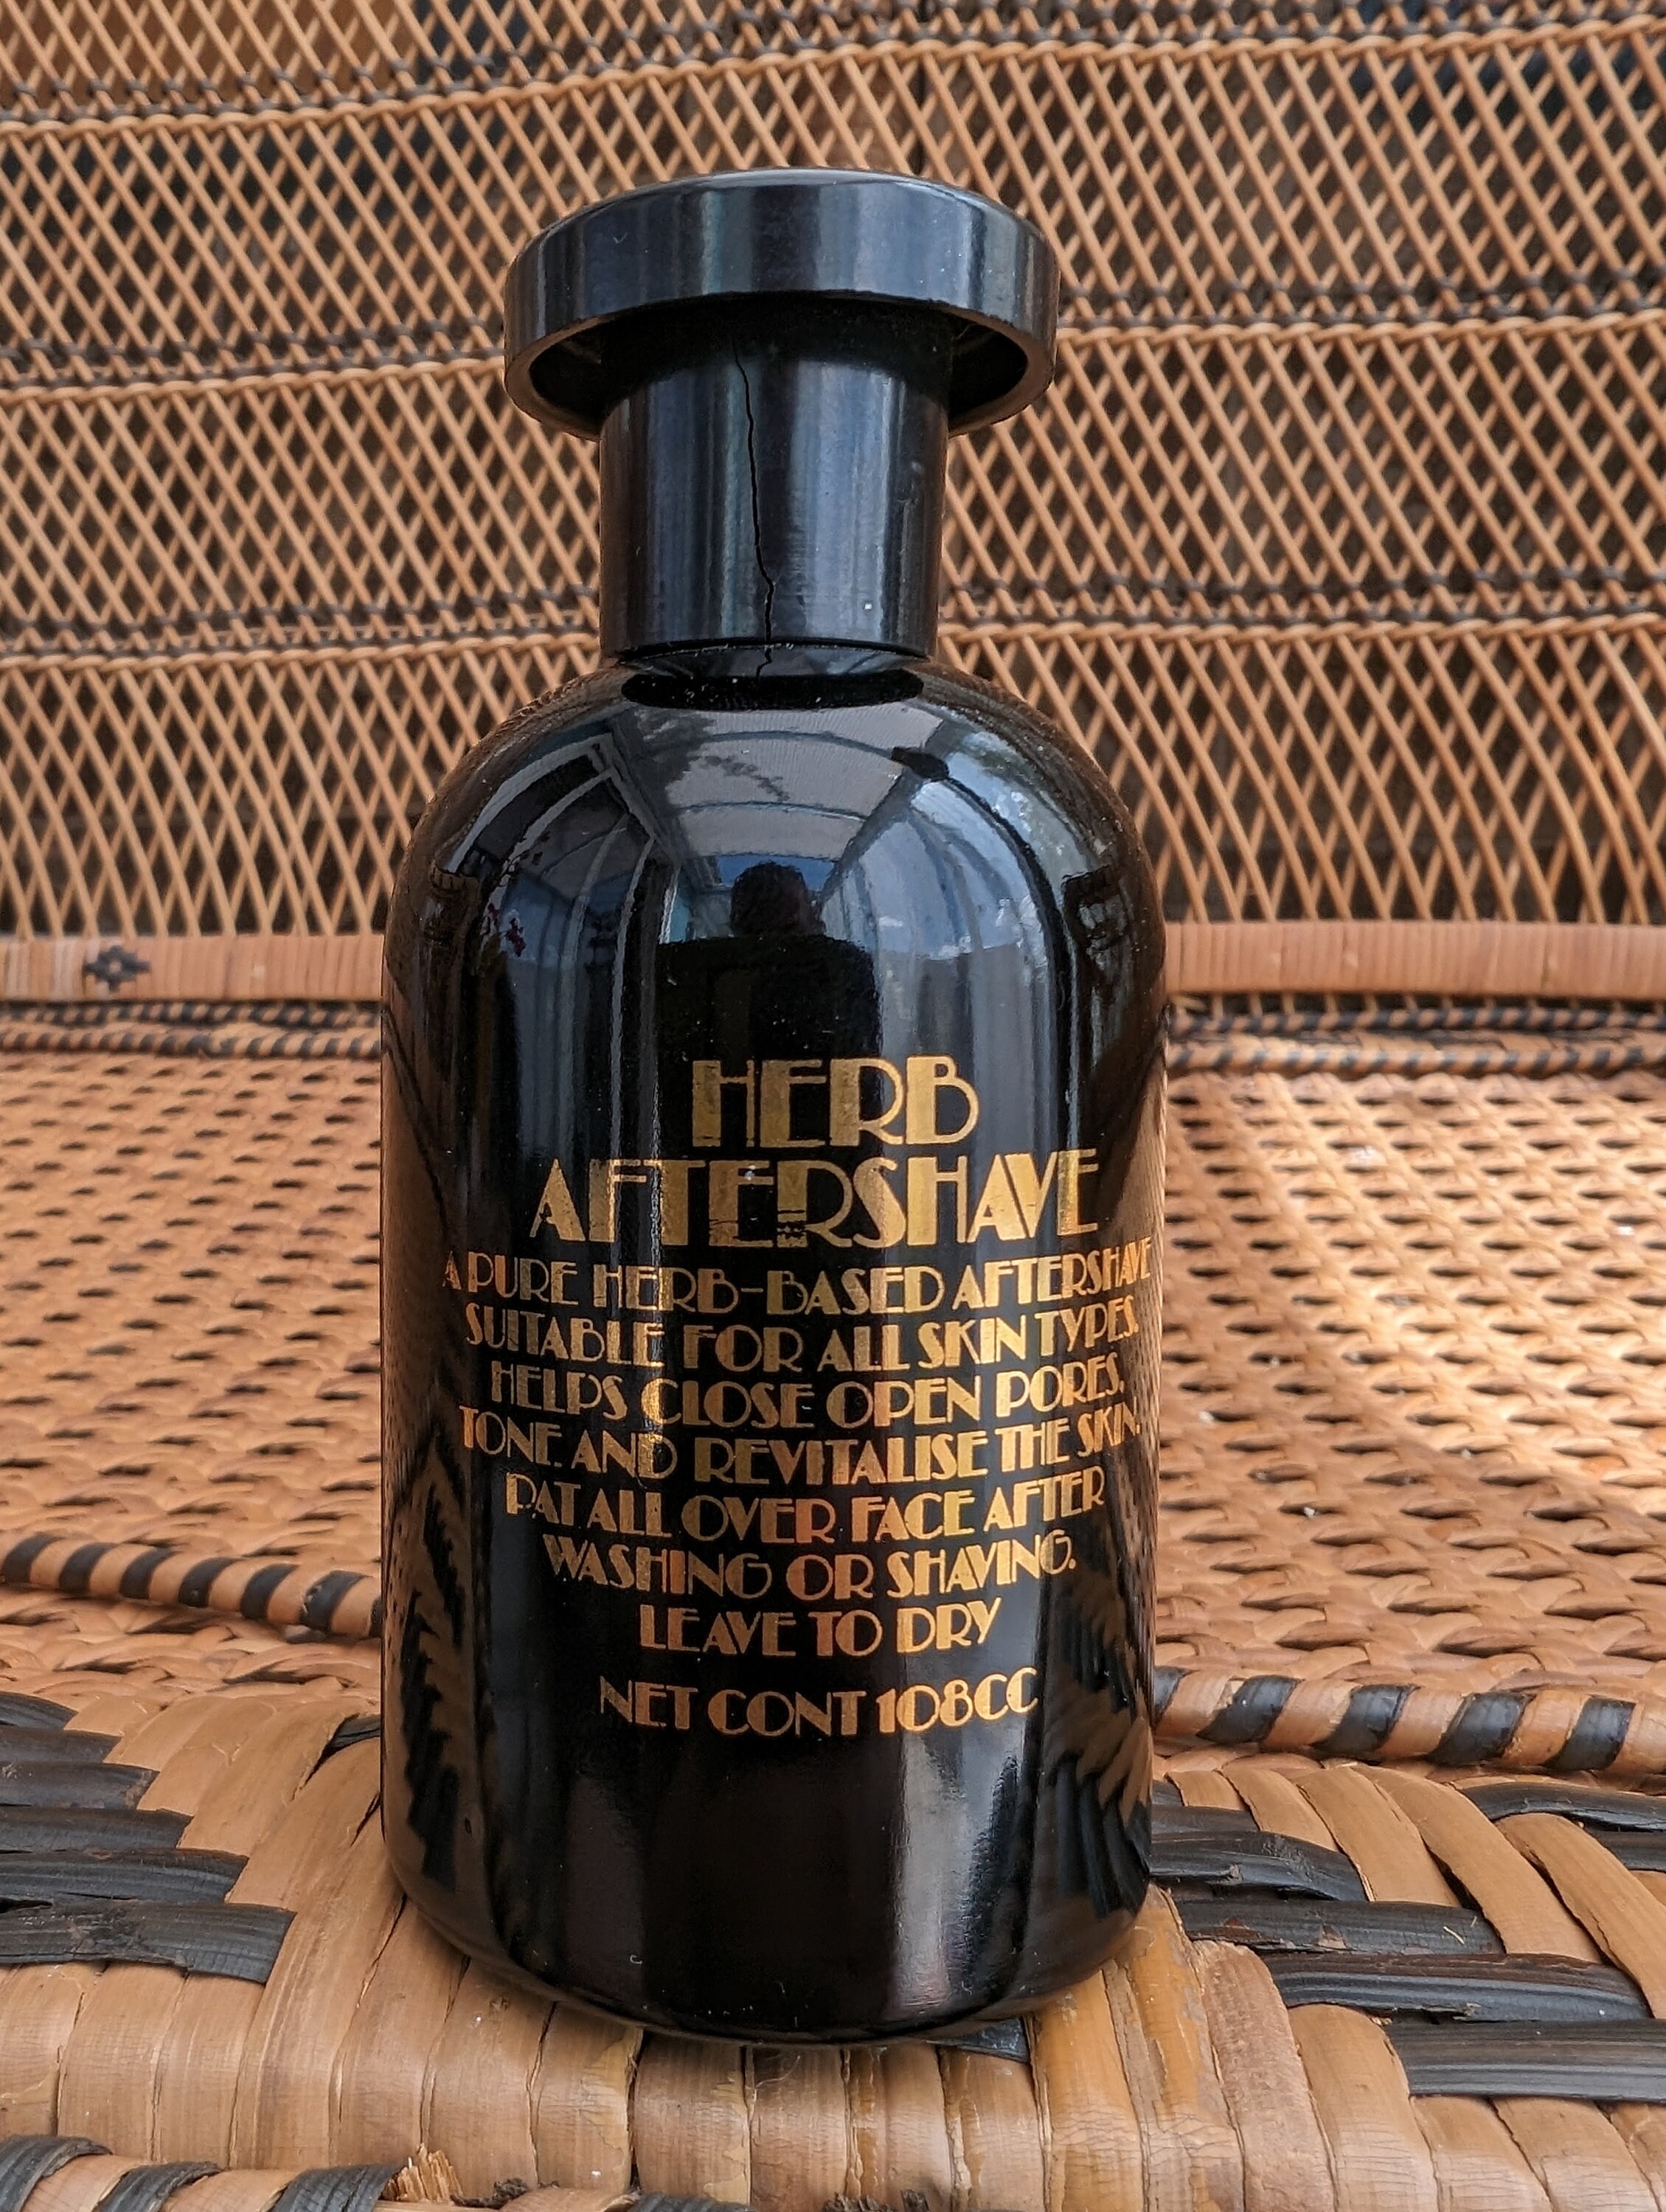 HERB
AFTERSHAVE
A PURE HERB-BASED AFTERSHAVE
SUITABLE FOR ALL SKIN TYPES.
HELPS CLOSE OPEN PORES,
TONE AND REVITALISE THE SKIN.
PAT ALL OVER FACE AFTER
WASHING OR SHAVING.
LEAVE TO DRY
NET CONT 108CC